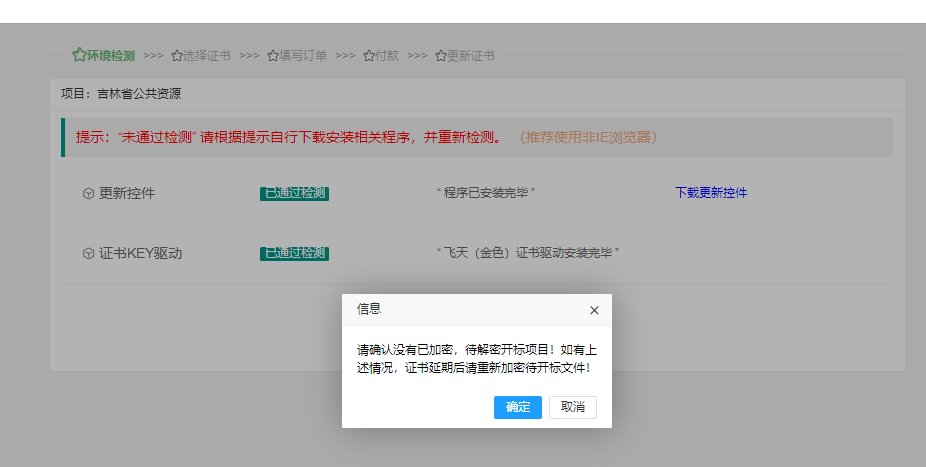 环境检测 >>> 选择证书 >>> 填写订单 >>> 付款 >>> 更新证书
项目：吉林省公共资源
提示：“未通过检测” 请根据提示自行下载安装相关程序，并重新检测。 （推荐使用非IE浏览器）
更新控件 已通过检测 “ 程序已安装完毕 ” 下载更新控件
证书KEY驱动 已通过检测 “ 飞天（金色）证书驱动安装完毕 ”
信息
请确认没有已加密，待解密开标项目！如有上
述情况，证书延期后请重新加密待开标文件！
确定 取消